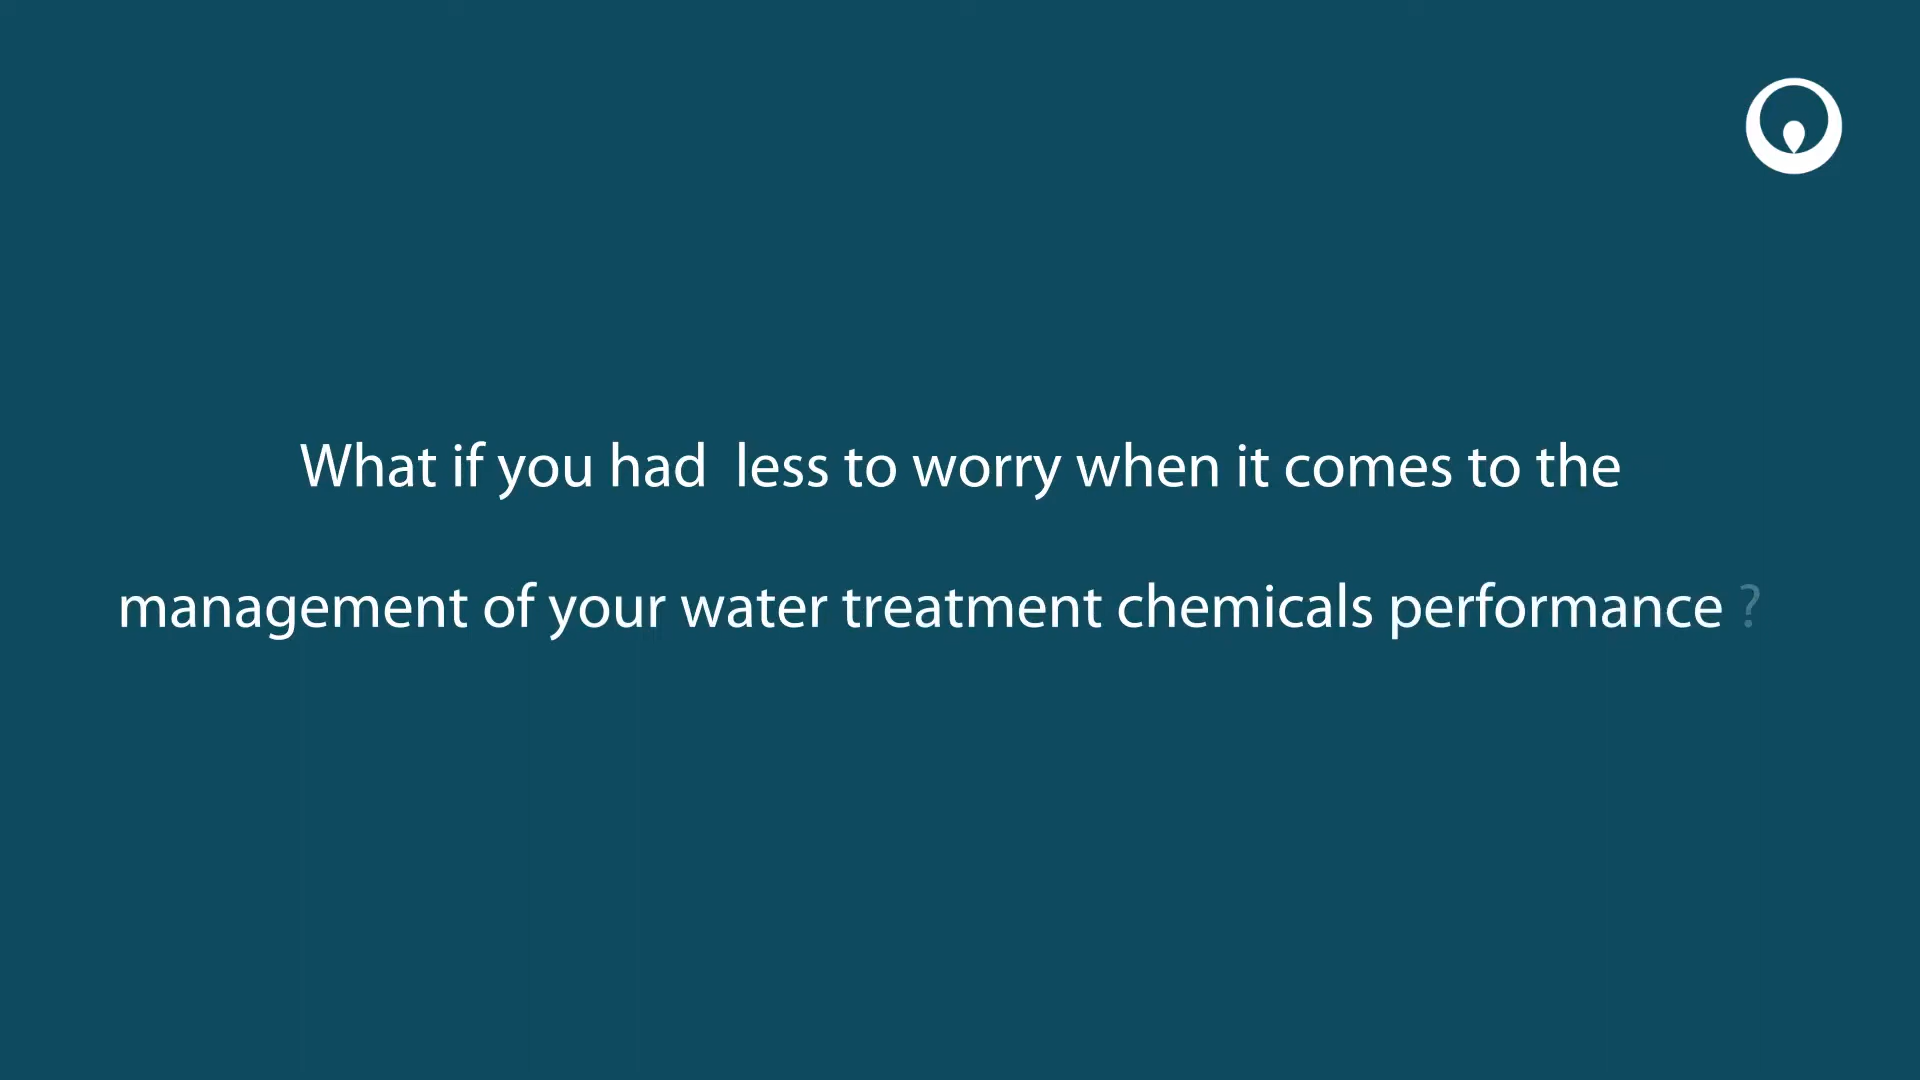 What if you had  less to worry when it comes to the
management of your water treatment chemicals performance ?